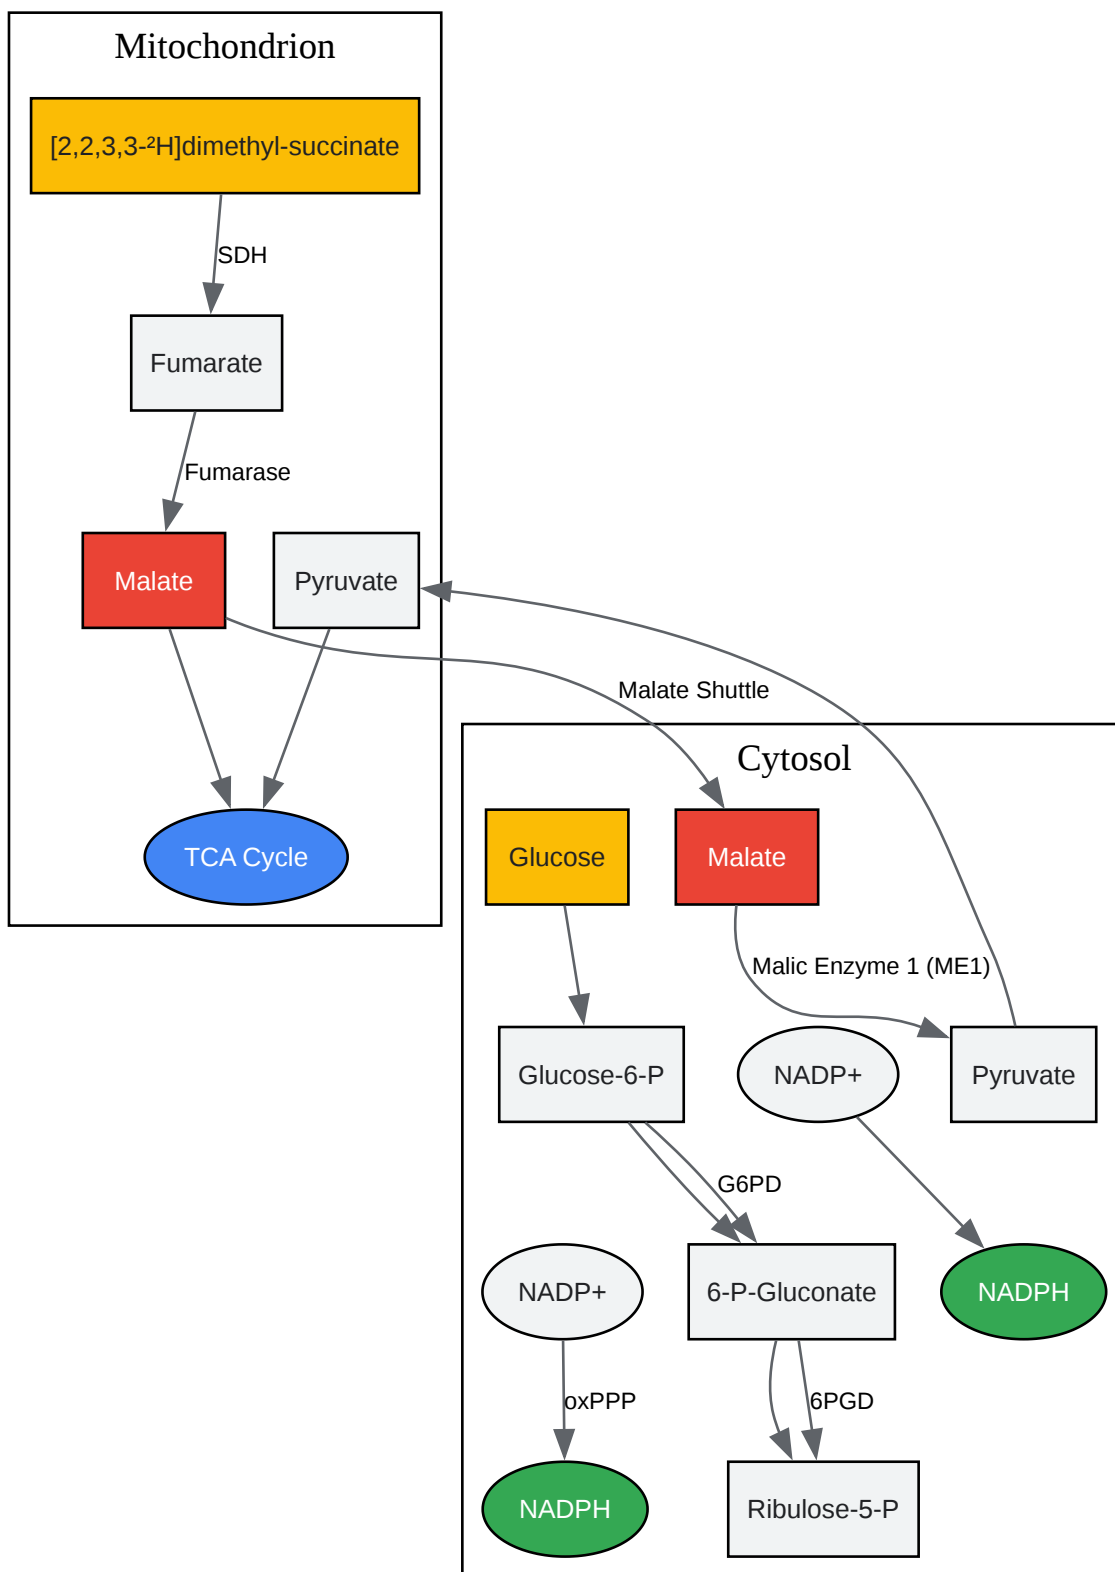 Mitochondrion
[2,2,3,3-²H]dimethyl-succinate
SDH
Fumarate
Fumarase
Malate
Pyruvate
Malate Shuttle
TCA Cycle
Cytosol
Glucose
Malate
Malic Enzyme 1 (ME1)
Glucose-6-P
NADP+
Pyruvate
G6PD
NADP+
6-P-Gluconate
NADPH
oxPPP
6PGD
NADPH
Ribulose-5-P